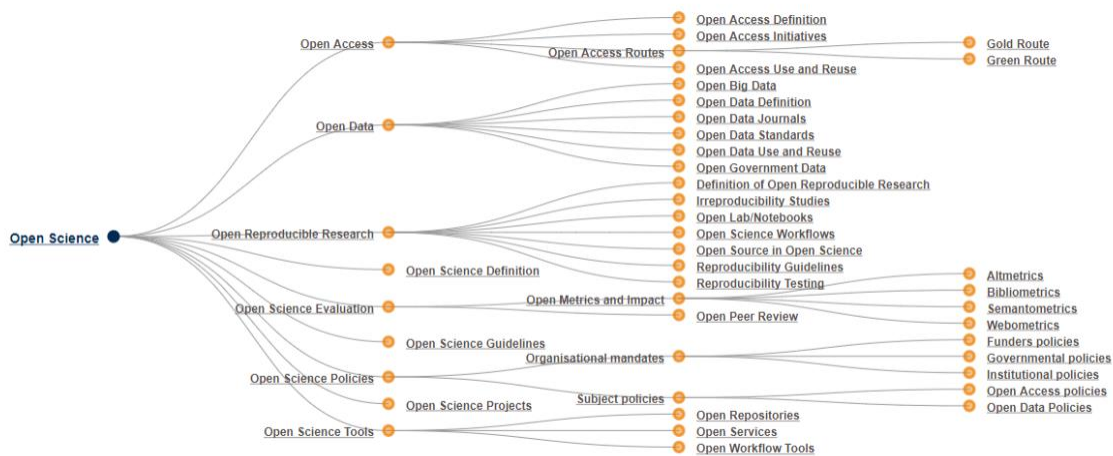 Open Science
Open Access
Open Access Definition
Open Access Initiatives
Open Access Routes
Gold Route
Green Route
Open Access Use and Reuse
Open Data
Open Big Data
Open Data Definition
Open Data Journals
Open Data Standards
Open Data Use and Reuse
Open Government Data
Open Reproducible Research
Definition of Open Reproducible Research
Irreproducibility Studies
Open Lab/Notebooks
Open Science Workflows
Open Source in Open Science
Reproducibility Guidelines
Reproducibility Testing
Open Science Definition
Open Science Evaluation
Open Metrics and Impact
Altmetrics
Bibliometrics
Semantometrics
Webometrics
Open Peer Review
Open Science Guidelines
Open Science Policies
Organisational mandates
Funders policies
Governmental policies
Institutional policies
Subject policies
Open Access policies
Open Data Policies
Open Science Projects
Open Science Tools
Open Repositories
Open Services
Open Workflow Tools